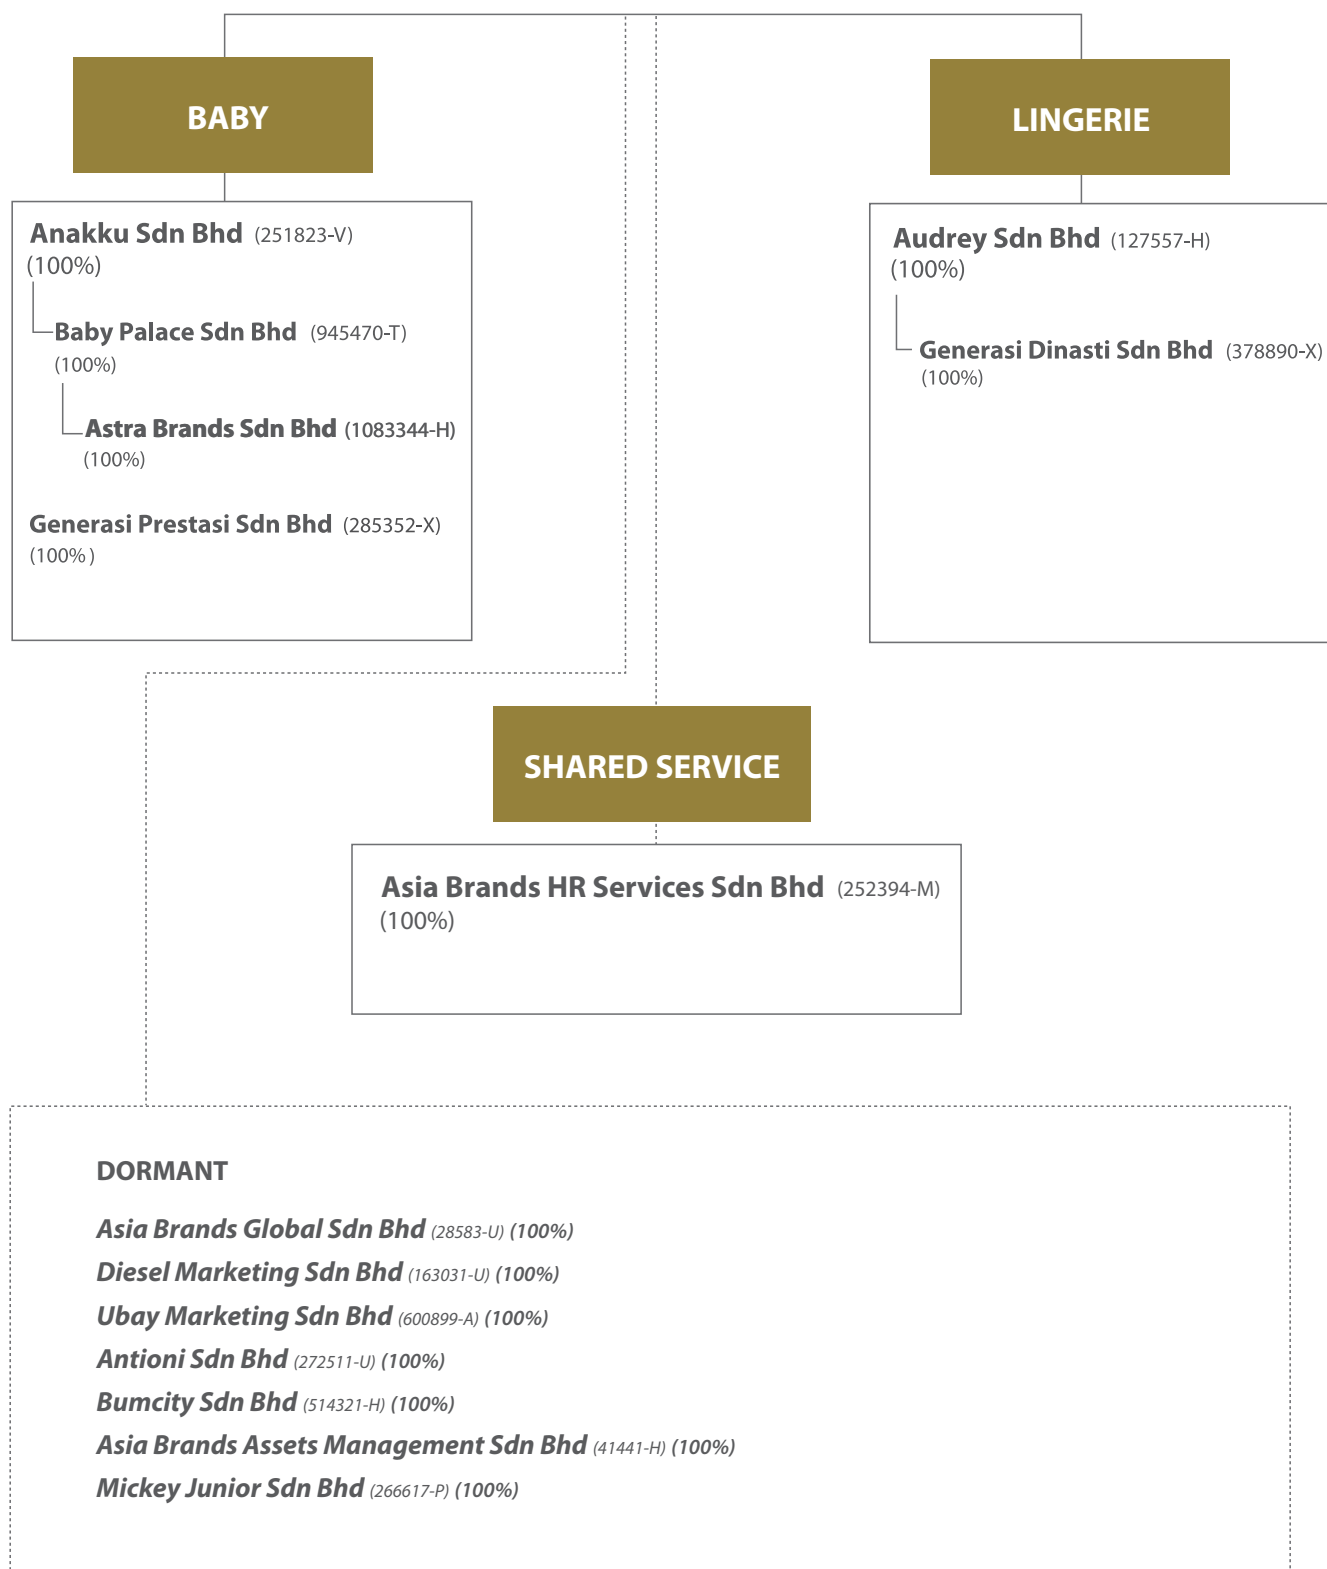 BABY
Anakku Sdn Bhd (251823-V)
(100%)
Baby Palace Sdn Bhd (945470-T)
(100%)
Astra Brands Sdn Bhd (1083344-H)
(100%)
Generasi Prestasi Sdn Bhd (285352-X)
(100% )
LINGERIE
Audrey Sdn Bhd (127557-H)
(100%)
Generasi Dinasti Sdn Bhd (378890-X)
(100%)
SHARED SERVICE
Asia Brands HR Services Sdn Bhd (252394-M)
(100%)
DORMANT
Asia Brands Global Sdn Bhd (28583-U) (100%)
Diesel Marketing Sdn Bhd (163031-U) (100%)
Ubay Marketing Sdn Bhd (600899-A) (100%)
Antioni Sdn Bhd (272511-U) (100%)
Bumcity Sdn Bhd (514321-H) (100%)
Asia Brands Assets Management Sdn Bhd (41441-H) (100%)
Mickey Junior Sdn Bhd (266617-P) (100%)